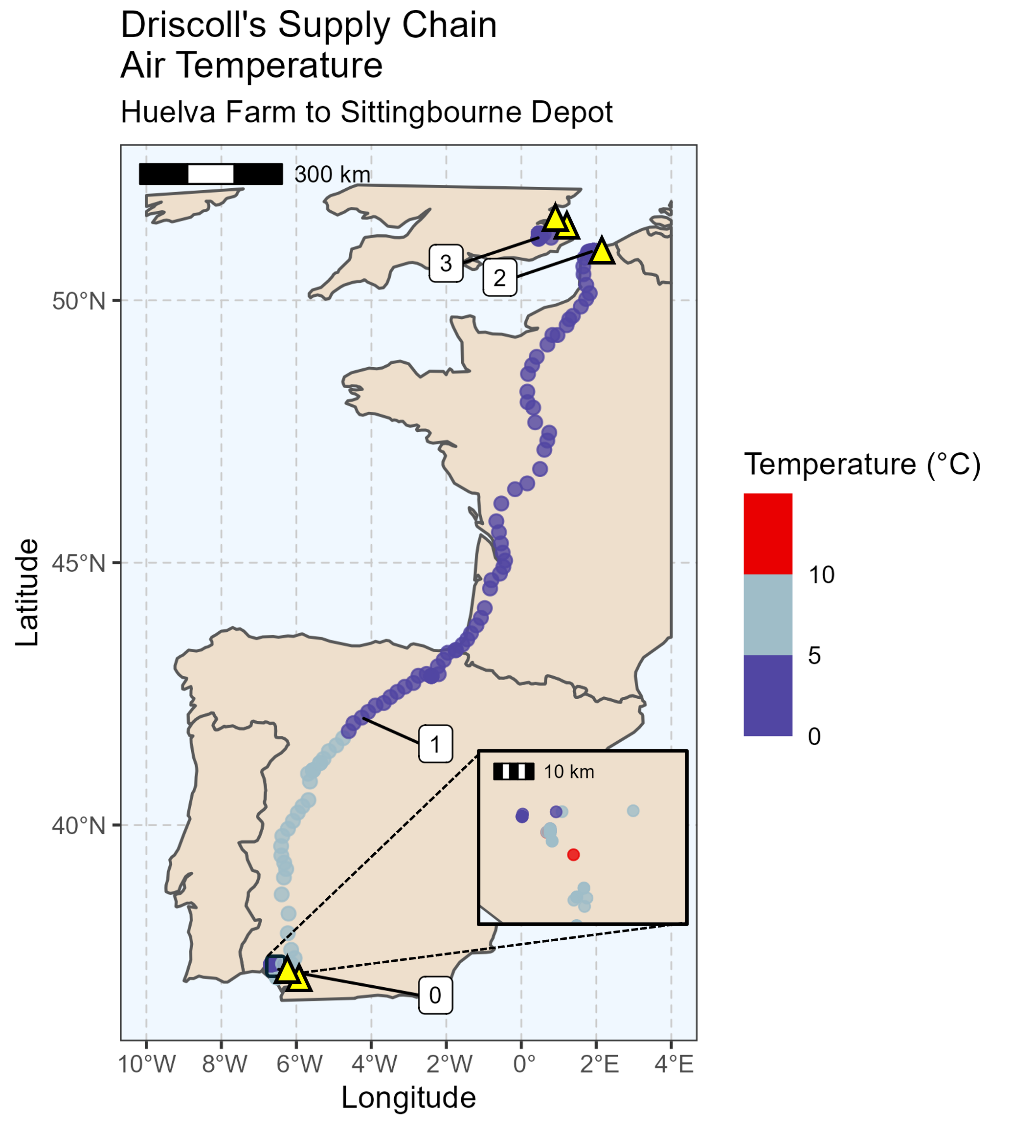 Driscoll's Supply Chain
Air Temperature
Huelva Farm to Sittingbourne Depot
300 km
3
2
50°N
Temperature (°C)
10
5
0
45°N
Latitude
1
10 km
40°N
0
10°W 8°W 6°W 4°W 2°W 0° 2°E 4°E
Longitude